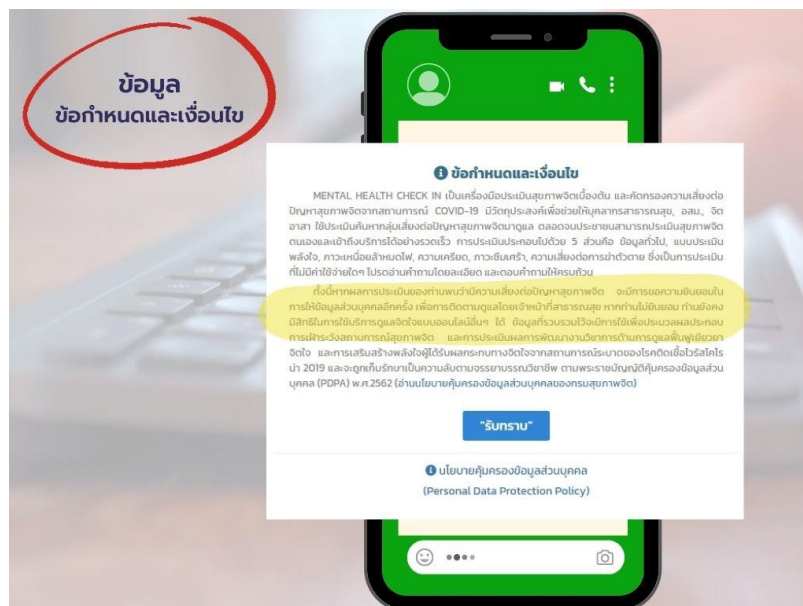 ข้อมูล
ข้อกำหนดและเงื่อนไข
ข้อกำหนดและเงื่อนไข
MENTAL HEALTH CHECK IN เป็นเครื่องมือประเมินสุขภาพจิตเบื้องต้น และคัดกรองความเสี่ยงต่อ
ปัญหาสุขภาพจิตจากสถานการณ์ COVID-19 มีวัตถุประสงค์เพื่อช่วยให้บุคลากรสาธารณสุข, อสม., จิต
อาสา ใช้ประเมินค้นหากลุ่มเสี่ยงต่อปัญหาสุขภาพจิตมาดูแล ตลอดจนประชาชนสามารถประเมินสุขภาพจิต
ตนเองและเข้าถึงบริการได้อย่างรวดเร็ว การประเมินประกอบไปด้วย 5 ส่วนคือ ข้อมูลทั่วไป, แบบประเมิน
พลังใจ, ภาวะเหนื่อยล้าหมดไฟ, ความเครียด, ภาวะซึมเศร้า, ความเสี่ยงต่อการฆ่าตัวตาย ซึ่งเป็นการประเมิน
ที่ไม่มีค่าใช้จ่ายใดๆ โปรดอ่านคำถามโดยละเอียด และตอบคำถามให้ครบถ้วน
ทั้งนี้หากผลการประเมินของท่านพบว่ามีความเสี่ยงต่อปัญหาสุขภาพจิต จะมีการขอความยินยอมใน
การให้ข้อมูลส่วนบุคคลอีกครั้ง เพื่อการติดตามดูแลโดยเจ้าหน้าที่สาธารณสุข หากท่านไม่ยินยอม ท่านยังคง
มีสิทธิในการใช้บริการดูแลจิตใจแบบออนไลน์อื่นๆ ได้ ข้อมูลที่รวบรวมไว้จะมีการใช้เพื่อประมวลผลประกอบ
การเฝ้าระวังสถานการณ์สุขภาพจิต และการประเมินผลการพัฒนางานวิชาการด้านการดูแลฟื้นฟูเยียวยา
จิตใจ และการเสริมสร้างพลังใจผู้ได้รับผลกระทบทางจิตใจจากสถานการณ์ระบาดของโรคติดเชื้อไวรัสโคโร
น่า 2019 และจะถูกเก็บรักษาเป็นความลับตามจรรยาบรรณวิชาชีพ ตามพระราชบัญญัติคุ้มครองข้อมูลส่วน
บุคคล (PDPA) พ.ศ.2562 (อ่านนโยบายคุ้มครองข้อมูลส่วนบุคคลของกรมสุขภาพจิต)
"รับทราบ"
นโยบายคุ้มครองข้อมูลส่วนบุคคล
(Personal Data Protection Policy)